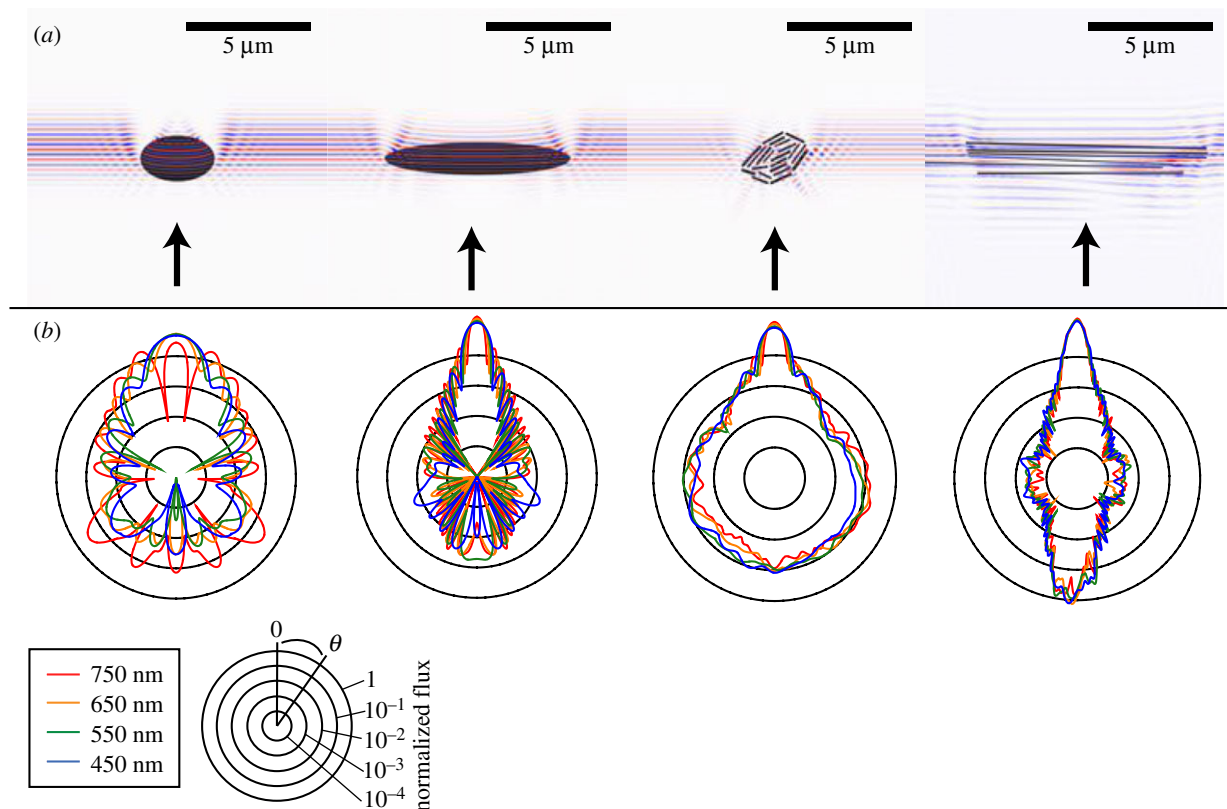 (a)
5 μm
5 μm
5 μm
5 μm
(b)
750 nm
650 nm
550 nm
450 nm
0
θ
1
10⁻¹
10⁻²
10⁻³
10⁻⁴
normalized flux